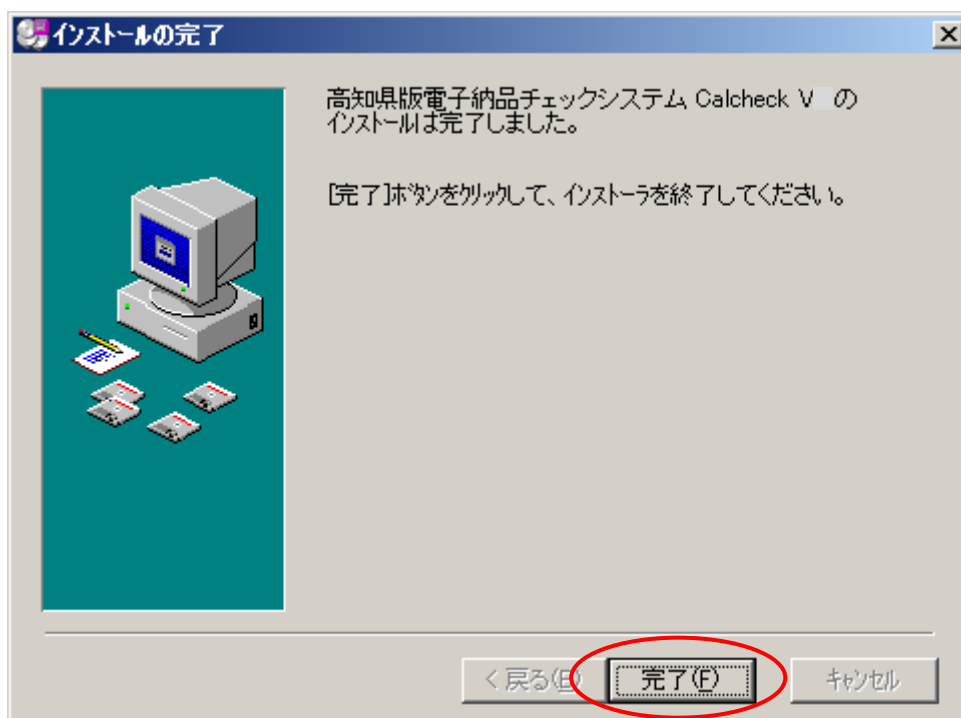 インストールの完了
高知県版電子納品チェックシステム Calcheck V の
インストールは完了しました。
[完了]ボタンをクリックして、インストーラを終了してください。
< 戻る(B)
完了(F)
キャンセル